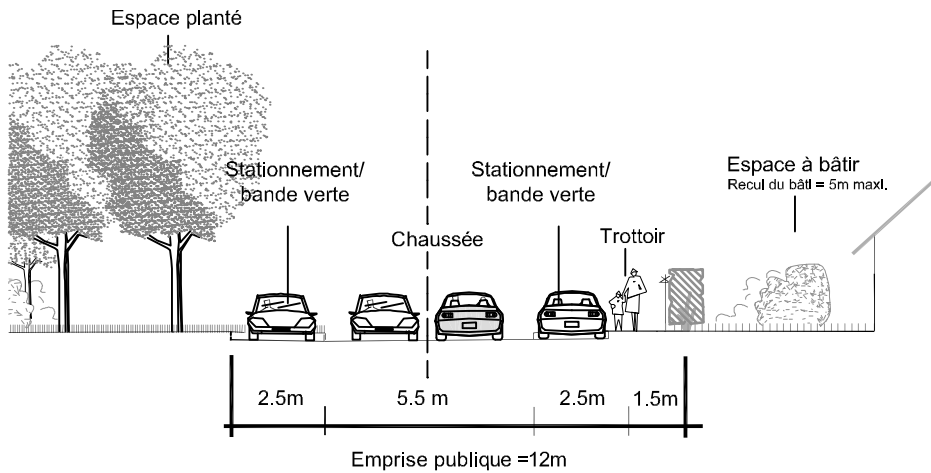 Espace planté
Stationnement/
bande verte
Stationnement/
bande verte
Espace à bâtir
Recul du bâti = 5m maxl.
Chaussée
Trottoir
2.5m
5.5 m
2.5m
1.5m
Emprise publique =12m